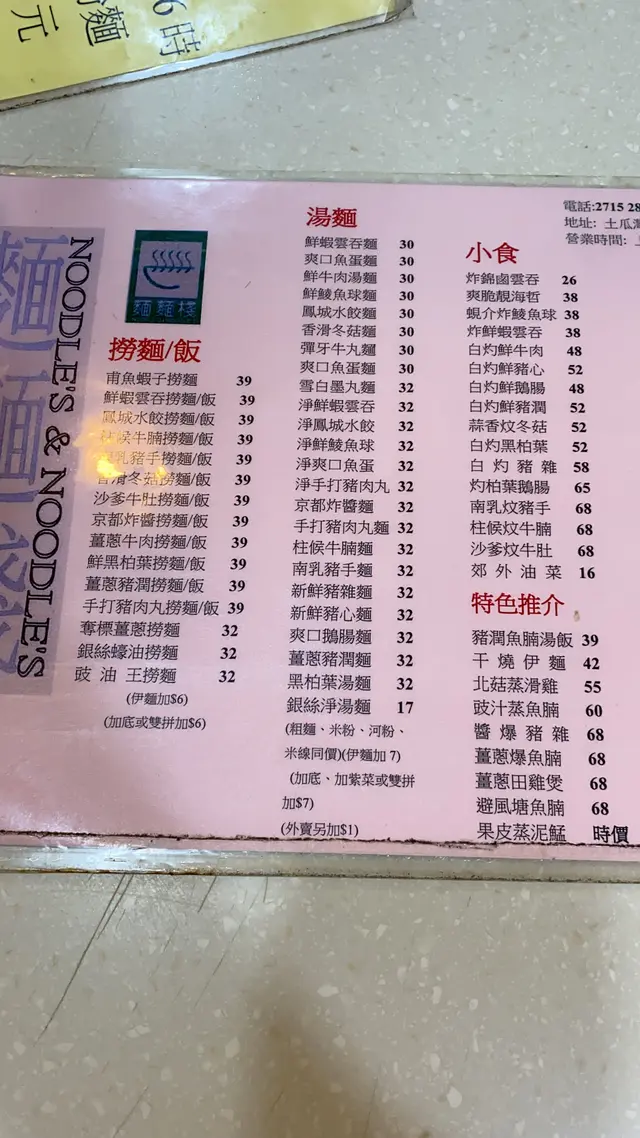 6時
麵
元
NOODLE'S & NOODLE'S
麵麵棧
撈麵/飯
甫魚蝦子撈麵 39
鮮蝦雲吞撈麵/飯 39
鳳城水餃撈麵/飯 39
柱候牛腩撈麵/飯 39
乳豬手撈麵/飯 39
香滑冬菇撈麵/飯 39
沙爹牛肚撈麵/飯 39
京都炸醬撈麵/飯 39
薑蔥牛肉撈麵/飯 39
鮮黑柏葉撈麵/飯 39
薑蔥豬潤撈麵/飯 39
手打豬肉丸撈麵/飯 39
奪標薑蔥撈麵 32
銀絲蠔油撈麵 32
豉油王撈麵 32
(伊麵加$6)
(加底或雙拼加$6)
湯麵
鮮蝦雲吞麵 30
爽口魚蛋麵 30
鮮牛肉湯麵 30
鮮鯪魚球麵 30
鳳城水餃麵 30
香滑冬菇麵 30
彈牙牛丸麵 30
爽口魚蛋麵 30
雪白墨丸麵 32
淨鮮蝦雲吞 32
淨鳳城水餃 32
淨鮮鯪魚球 32
淨爽口魚蛋 32
淨手打豬肉丸 32
京都炸醬麵 32
手打豬肉丸麵 32
柱候牛腩麵 32
南乳豬手麵 32
新鮮豬雜麵 32
新鮮豬心麵 32
爽口鵝腸麵 32
薑蔥豬潤麵 32
黑柏葉湯麵 32
銀絲淨湯麵 17
(粗麵、米粉、河粉、
米線同價)(伊麵加 7)
(加底、加紫菜或雙拼
加$7)
(外賣另加$1)
電話:2715 28
地址: 土瓜灣
營業時間:
小食
炸錦鹵雲吞 26
爽脆靚海哲 38
蜆介炸鯪魚球 38
炸鮮蝦雲吞 38
白灼鮮牛肉 48
白灼鮮豬心 52
白灼鮮鵝腸 48
白灼鮮豬潤 52
蒜香炆冬菇 52
白灼黑柏葉 52
白灼豬雜 58
灼柏葉鵝腸 65
南乳炆豬手 68
柱候炆牛腩 68
沙爹炆牛肚 68
郊外油菜 16
特色推介
豬潤魚腩湯飯 39
干燒伊麵 42
北菇蒸滑雞 55
豉汁蒸魚腩 60
醬爆豬雜 68
薑蔥爆魚腩 68
薑蔥田雞煲 68
避風塘魚腩 68
果皮蒸泥鯭 時價